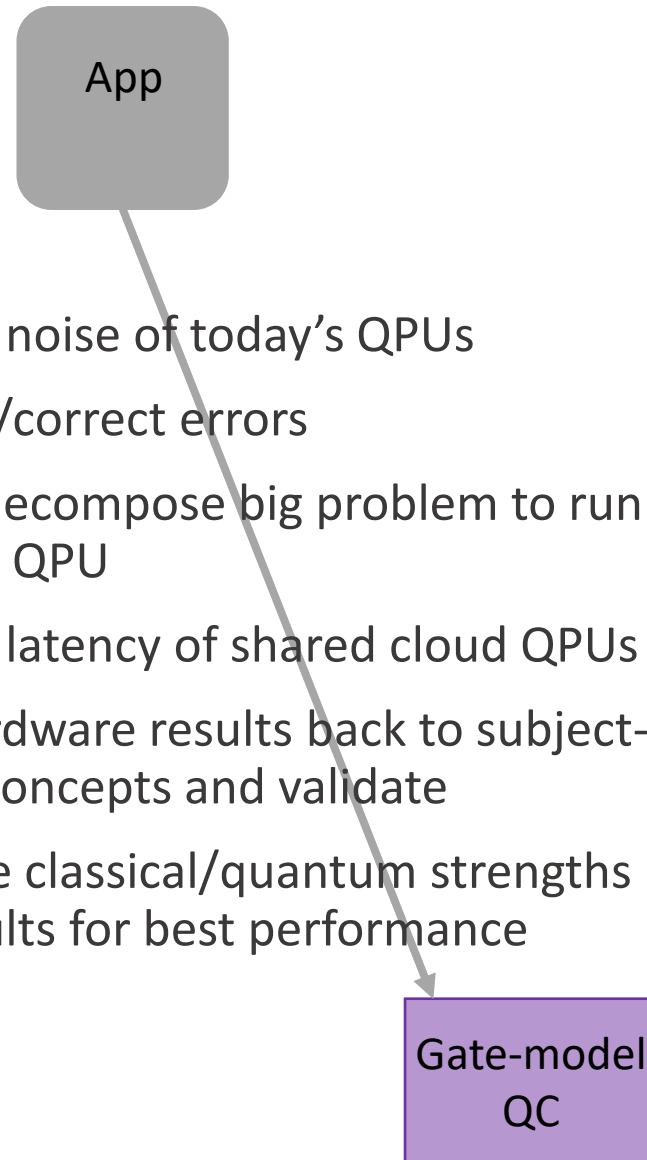 App
noise of today’s QPUs
/correct errors
ecompose big problem to run
QPU
latency of shared cloud QPUs
rdware results back to subject-
oncepts and validate
e classical/quantum strengths
ults for best performance
Gate-model
QC